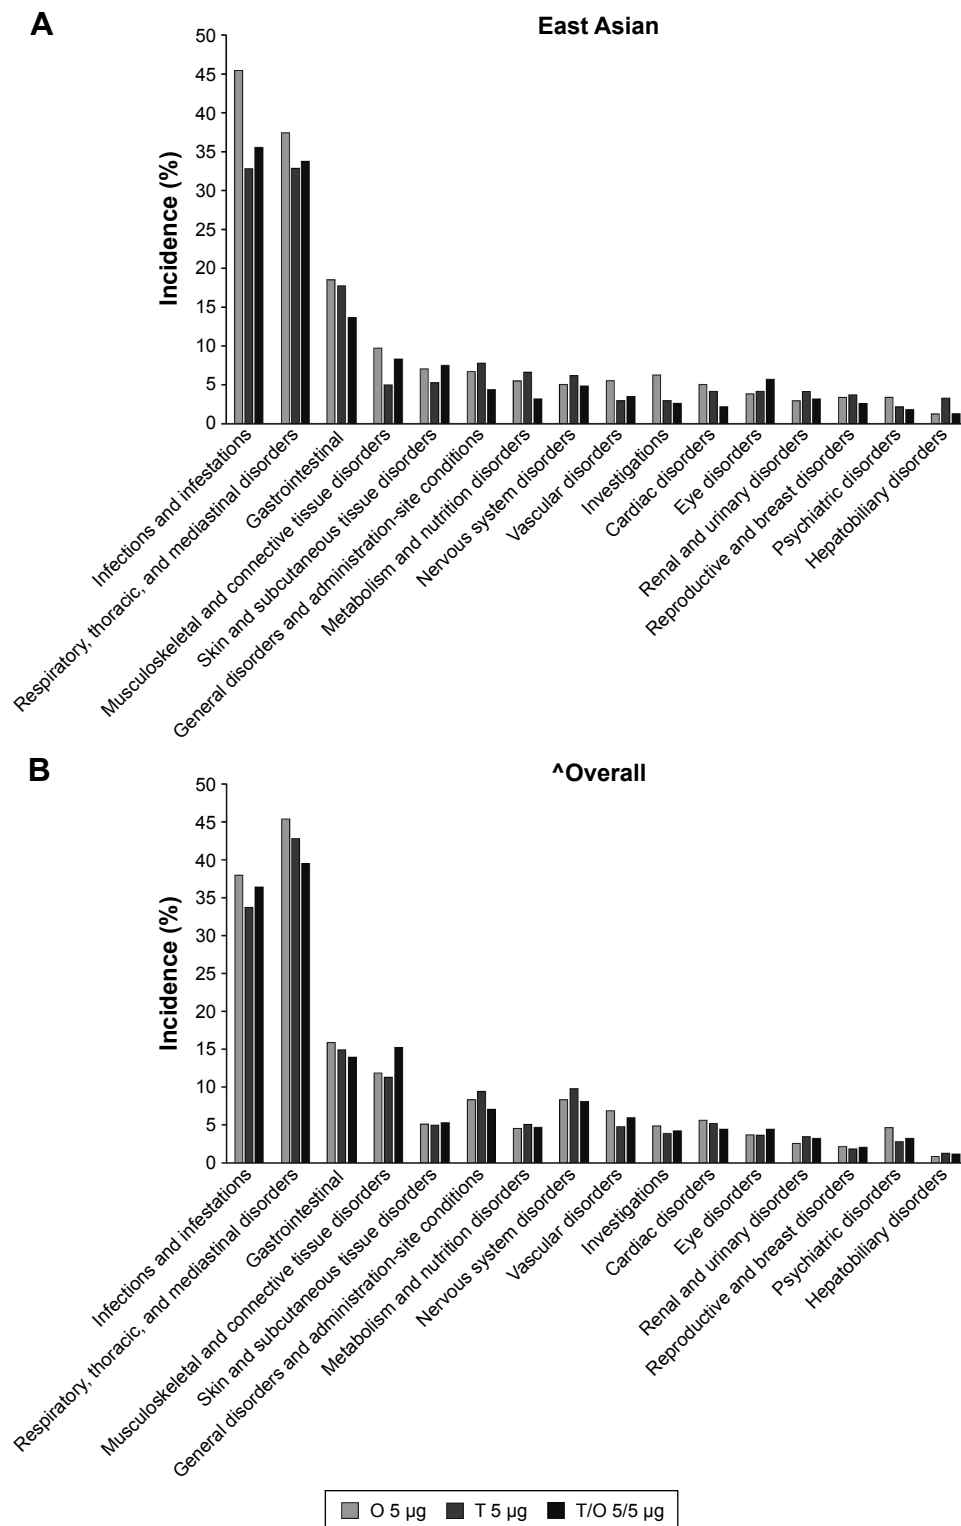 A
East Asian
Incidence (%)
50
45
40
35
30
25
20
15
10
5
0
Infections and infestations
Respiratory, thoracic, and mediastinal disorders
Gastrointestinal
Musculoskeletal and connective tissue disorders
Skin and subcutaneous tissue disorders
General disorders and administration-site conditions
Metabolism and nutrition disorders
Nervous system disorders
Vascular disorders
Investigations
Cardiac disorders
Eye disorders
Renal and urinary disorders
Reproductive and breast disorders
Psychiatric disorders
Hepatobiliary disorders
B
^Overall
Incidence (%)
50
45
40
35
30
25
20
15
10
5
0
Infections and infestations
Respiratory, thoracic, and mediastinal disorders
Gastrointestinal
Musculoskeletal and connective tissue disorders
Skin and subcutaneous tissue disorders
General disorders and administration-site conditions
Metabolism and nutrition disorders
Nervous system disorders
Vascular disorders
Investigations
Cardiac disorders
Eye disorders
Renal and urinary disorders
Reproductive and breast disorders
Psychiatric disorders
Hepatobiliary disorders
O 5 µg T 5 µg T/O 5/5 µg